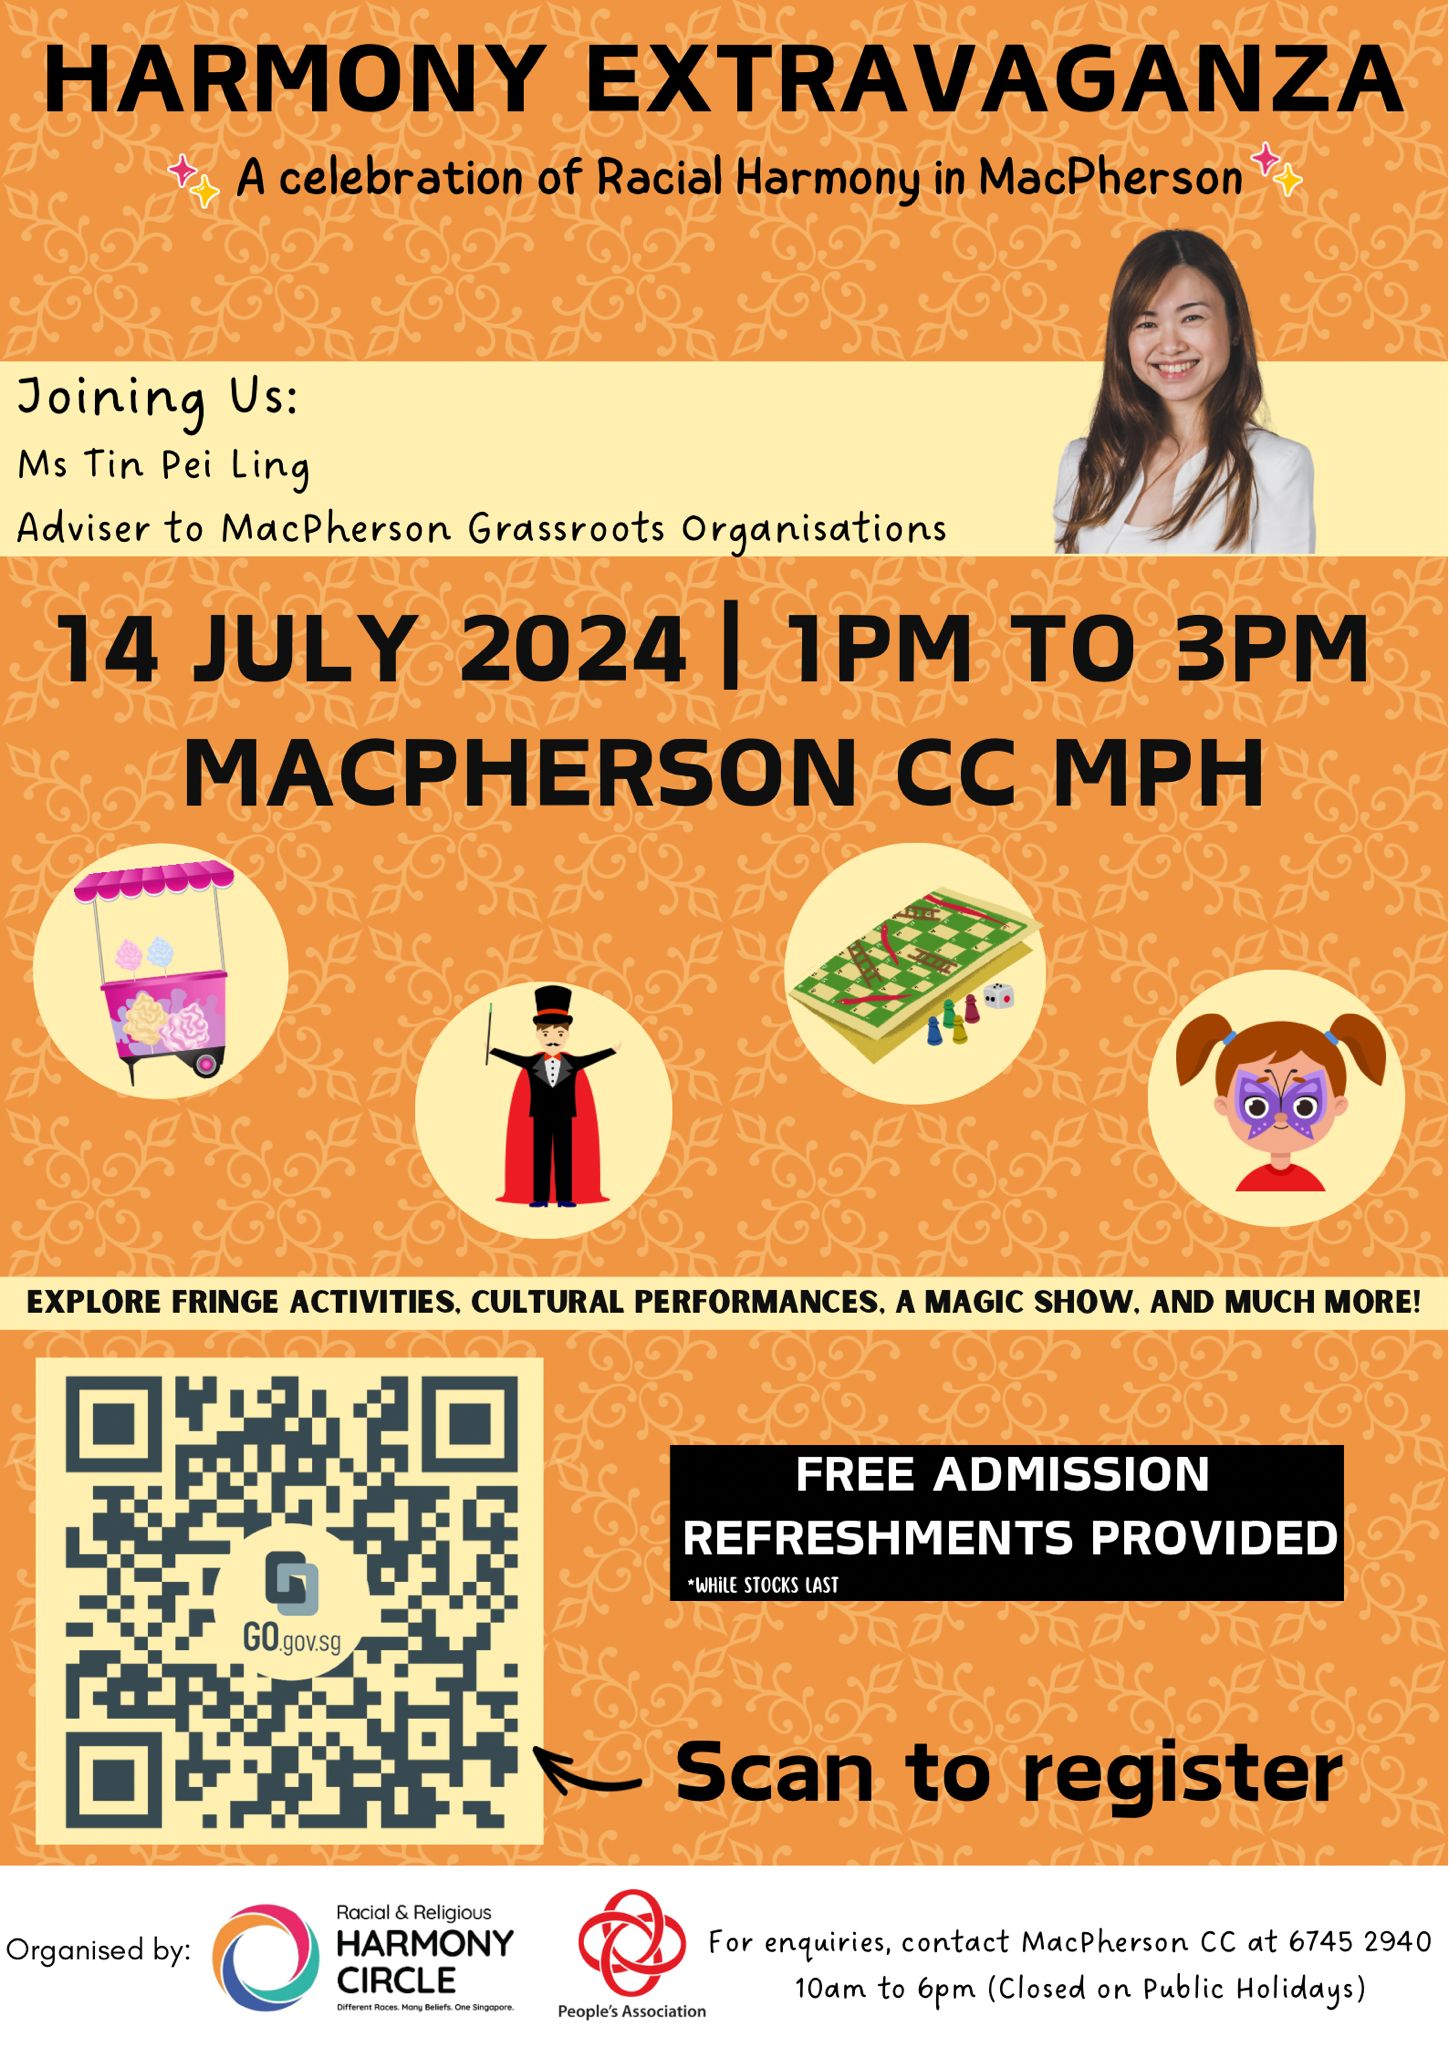 HARMONY EXTRAVAGANZA
A celebration of Racial Harmony in MacPherson
Joining Us:
Ms Tin Pei Ling
Adviser to MacPherson Grassroots Organisations
14 JULY 2024 | 1PM TO 3PM
MACPHERSON CC MPH
EXPLORE FRINGE ACTIVITIES, CULTURAL PERFORMANCES, A MAGIC SHOW, AND MUCH MORE!
GO.gov.sg
FREE ADMISSION
REFRESHMENTS PROVIDED
*WHILE STOCKS LAST
Scan to register
Organised by:
Racial & Religious
HARMONY
CIRCLE
Different Races. Many Beliefs. One Singapore.
People's Association
For enquiries, contact MacPherson CC at 6745 2940
10am to 6pm (Closed on Public Holidays)